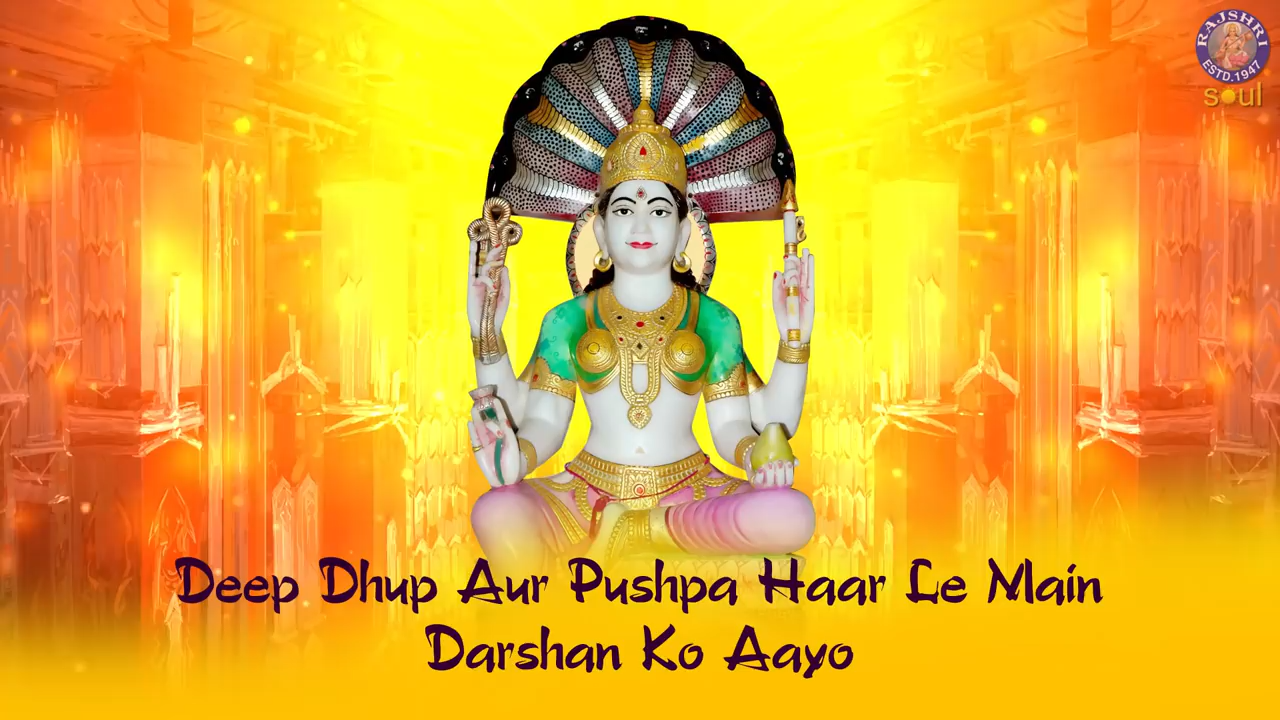 RAJSHRI
ESTD.1947
soul
Deep Dhup Aur Pushpa Haar Le Main
Darshan Ko Aayo